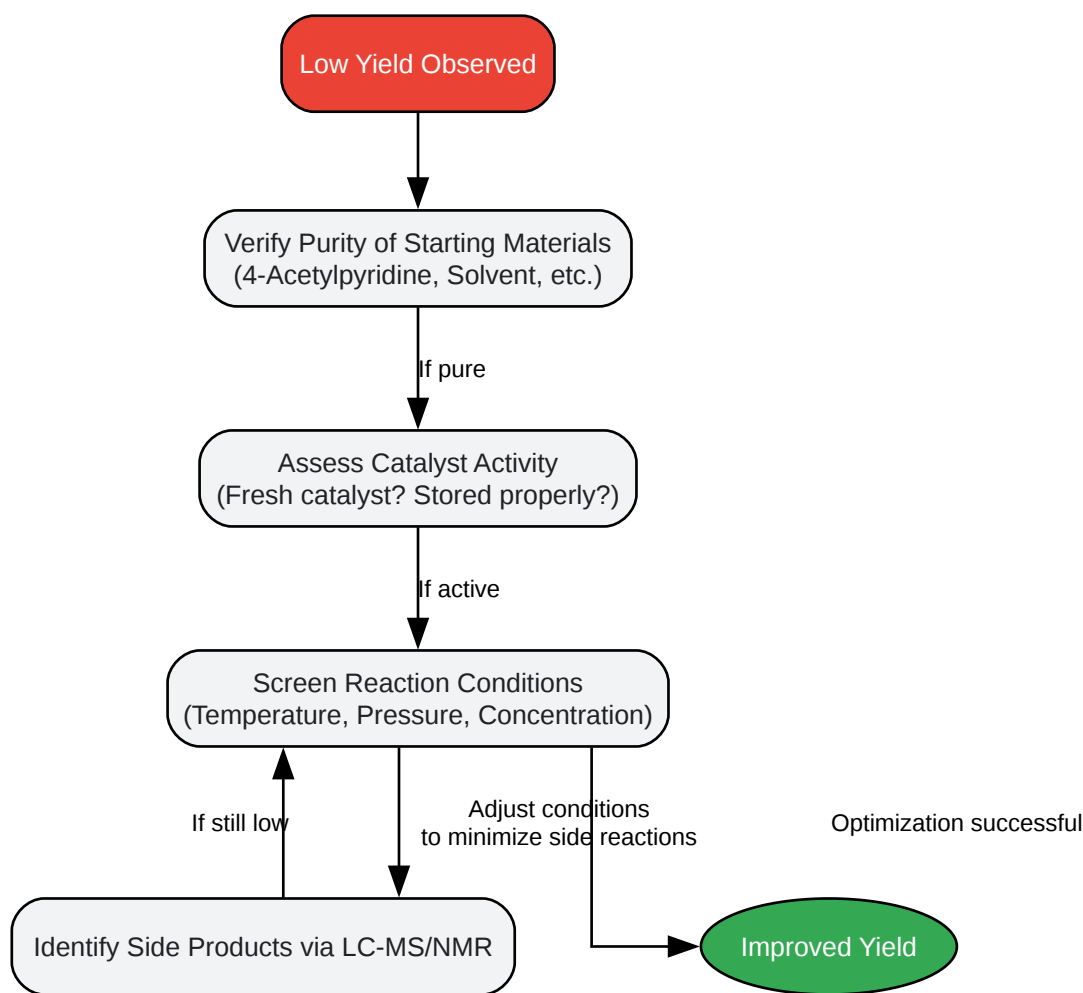 Low Yield Observed
Verify Purity of Starting Materials
(4-Acetylpyridine, Solvent, etc.)
If pure
Assess Catalyst Activity
(Fresh catalyst? Stored properly?)
If active
Screen Reaction Conditions
(Temperature, Pressure, Concentration)
If still low
Adjust conditions
to minimize side reactions
Optimization successful
Identify Side Products via LC-MS/NMR
Improved Yield